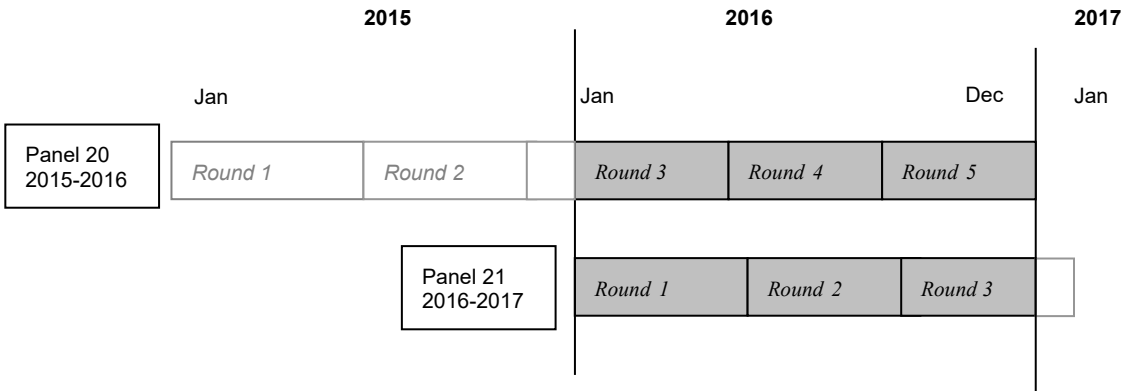 2015 2016 2017
Jan Jan Dec Jan
Panel 20
2015-2016
Round 1 Round 2 Round 3 Round 4 Round 5
Panel 21
2016-2017
Round 1 Round 2 Round 3